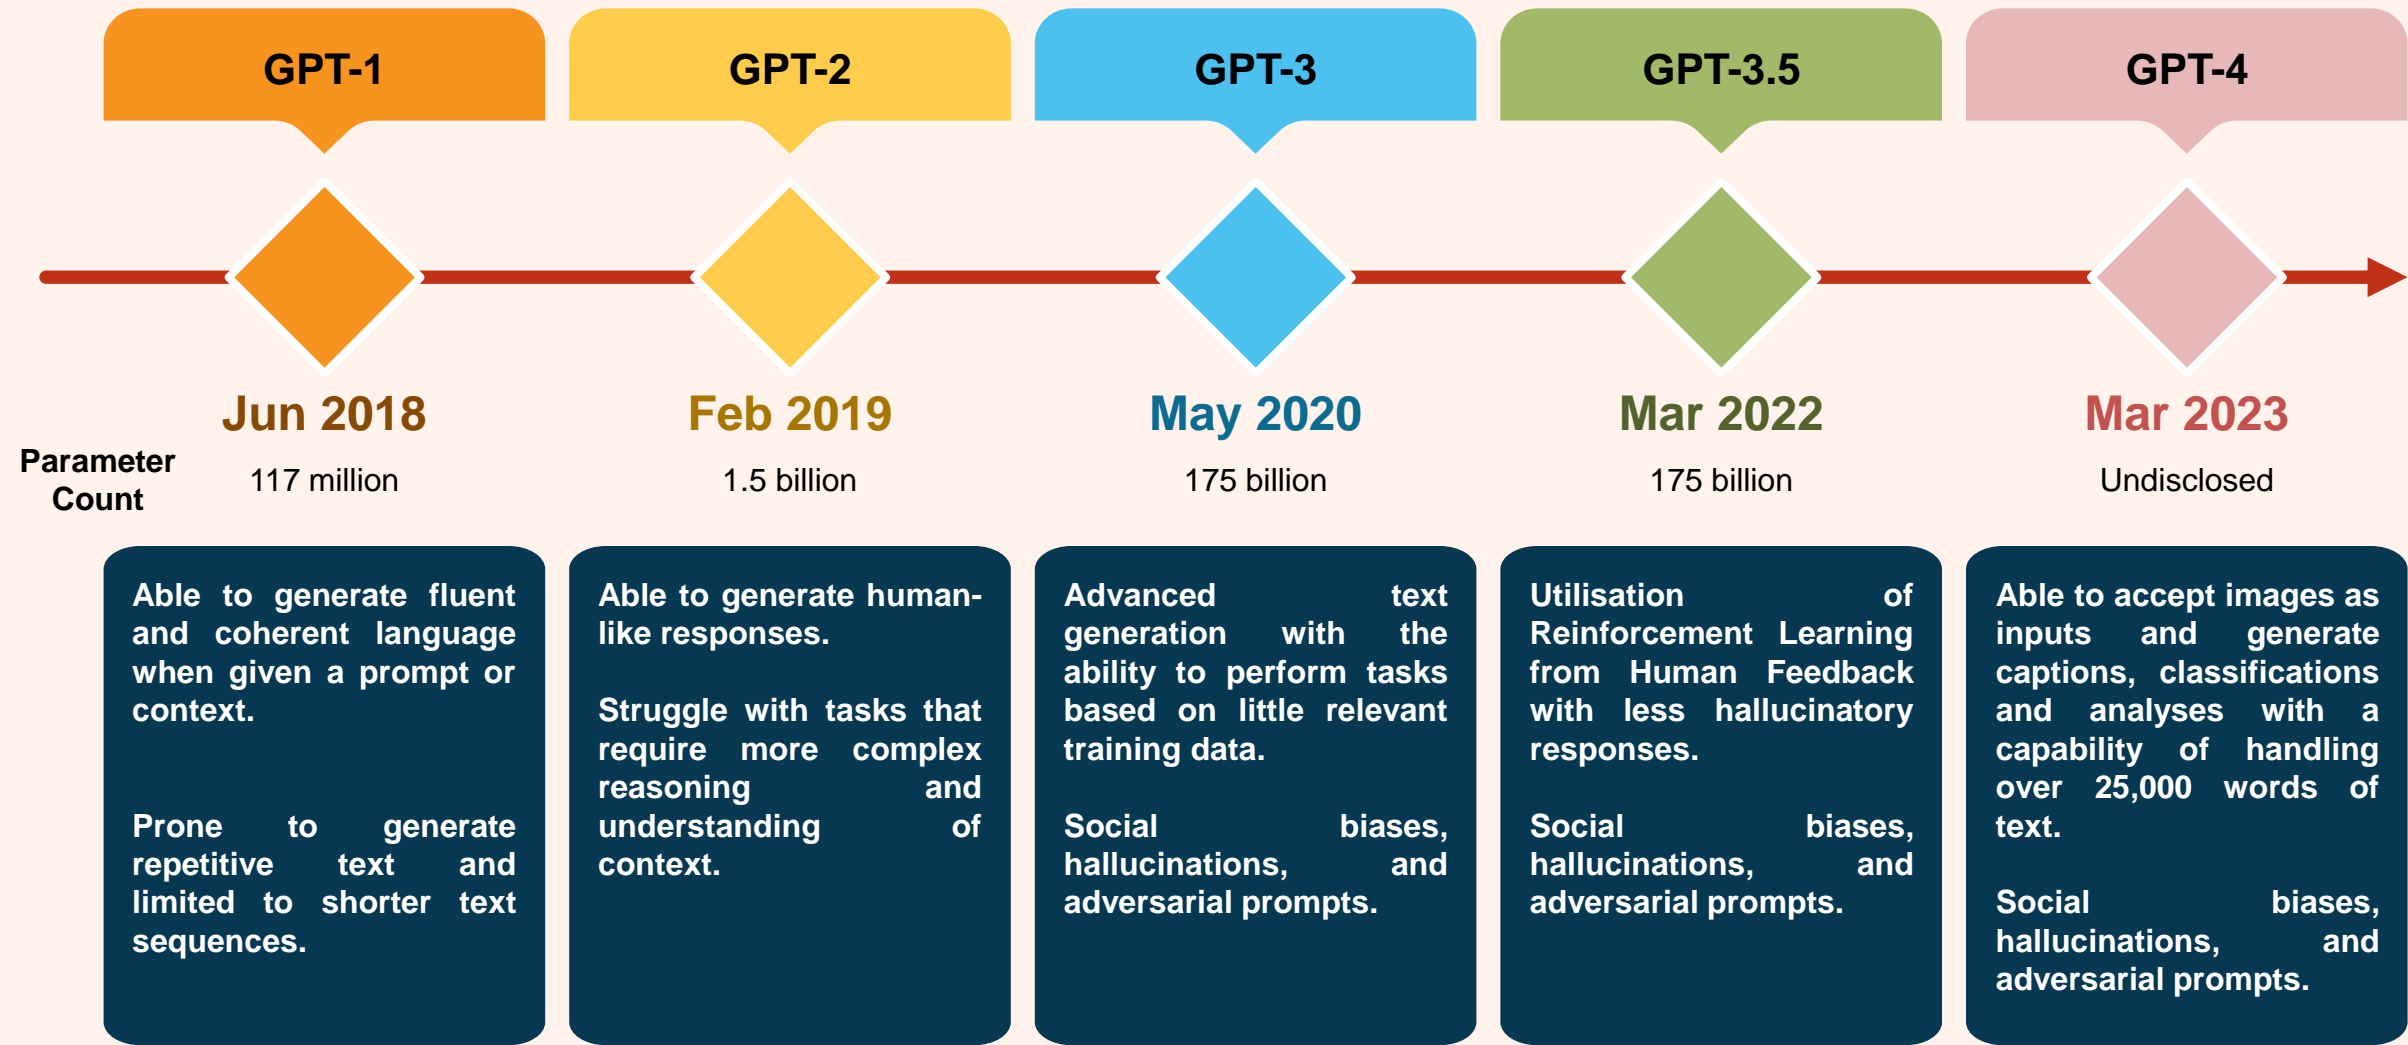 GPT-1
GPT-2
GPT-3
GPT-3.5
GPT-4
Jun 2018
Feb 2019
May 2020
Mar 2022
Mar 2023
Parameter
Count
117 million
1.5 billion
175 billion
175 billion
Undisclosed
Able to generate fluent
and coherent language
when given a prompt or
context.
Prone to generate
repetitive text and
limited to shorter text
sequences.
Able to generate human-
like responses.
Struggle with tasks that
require more complex
reasoning and
understanding of
context.
Advanced text
generation with the
ability to perform tasks
based on little relevant
training data.
Social biases,
hallucinations, and
adversarial prompts.
Utilisation of
Reinforcement Learning
from Human Feedback
with less hallucinatory
responses.
Social biases,
hallucinations, and
adversarial prompts.
Able to accept images as
inputs and generate
captions, classifications
and analyses with a
capability of handling
over 25,000 words of
text.
Social biases,
hallucinations, and
adversarial prompts.